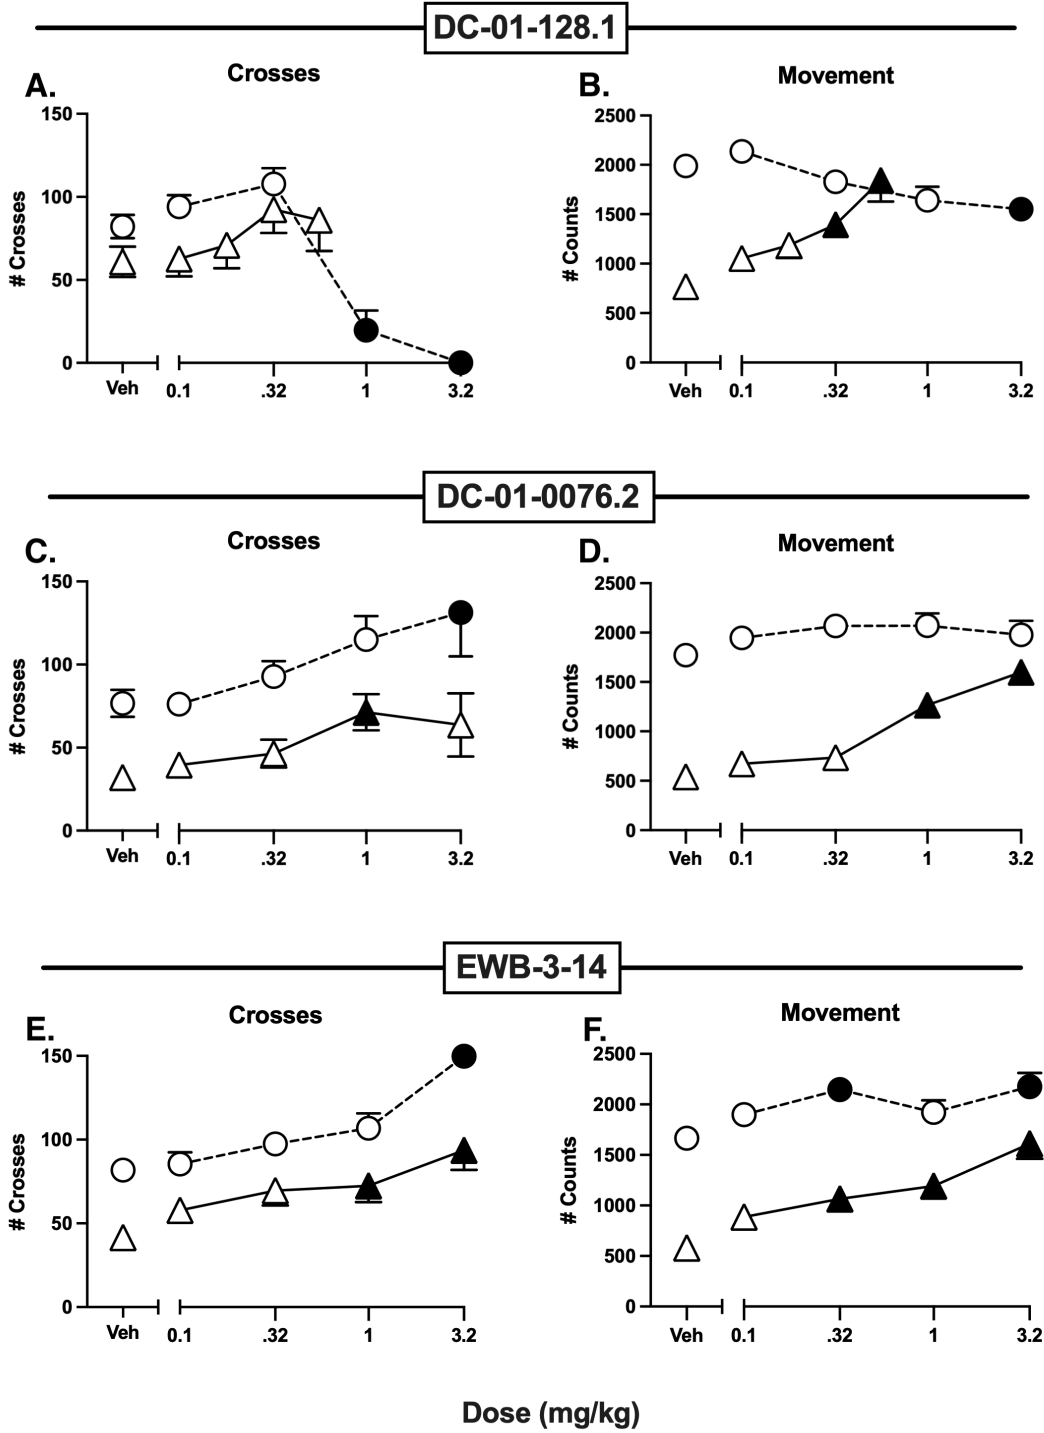 DC-01-128.1
A.
Crosses
# Crosses
150
100
50
0
Veh
0.1
.32
1
3.2
B.
Movement
# Counts
2500
2000
1500
1000
500
0
Veh
0.1
.32
1
3.2
DC-01-0076.2
C.
Crosses
# Crosses
150
100
50
0
Veh
0.1
.32
1
3.2
D.
Movement
# Counts
2500
2000
1500
1000
500
0
Veh
0.1
.32
1
3.2
EWB-3-14
E.
Crosses
# Crosses
150
100
50
0
Veh
0.1
.32
1
3.2
F.
Movement
# Counts
2500
2000
1500
1000
500
0
Veh
0.1
.32
1
3.2
Dose (mg/kg)